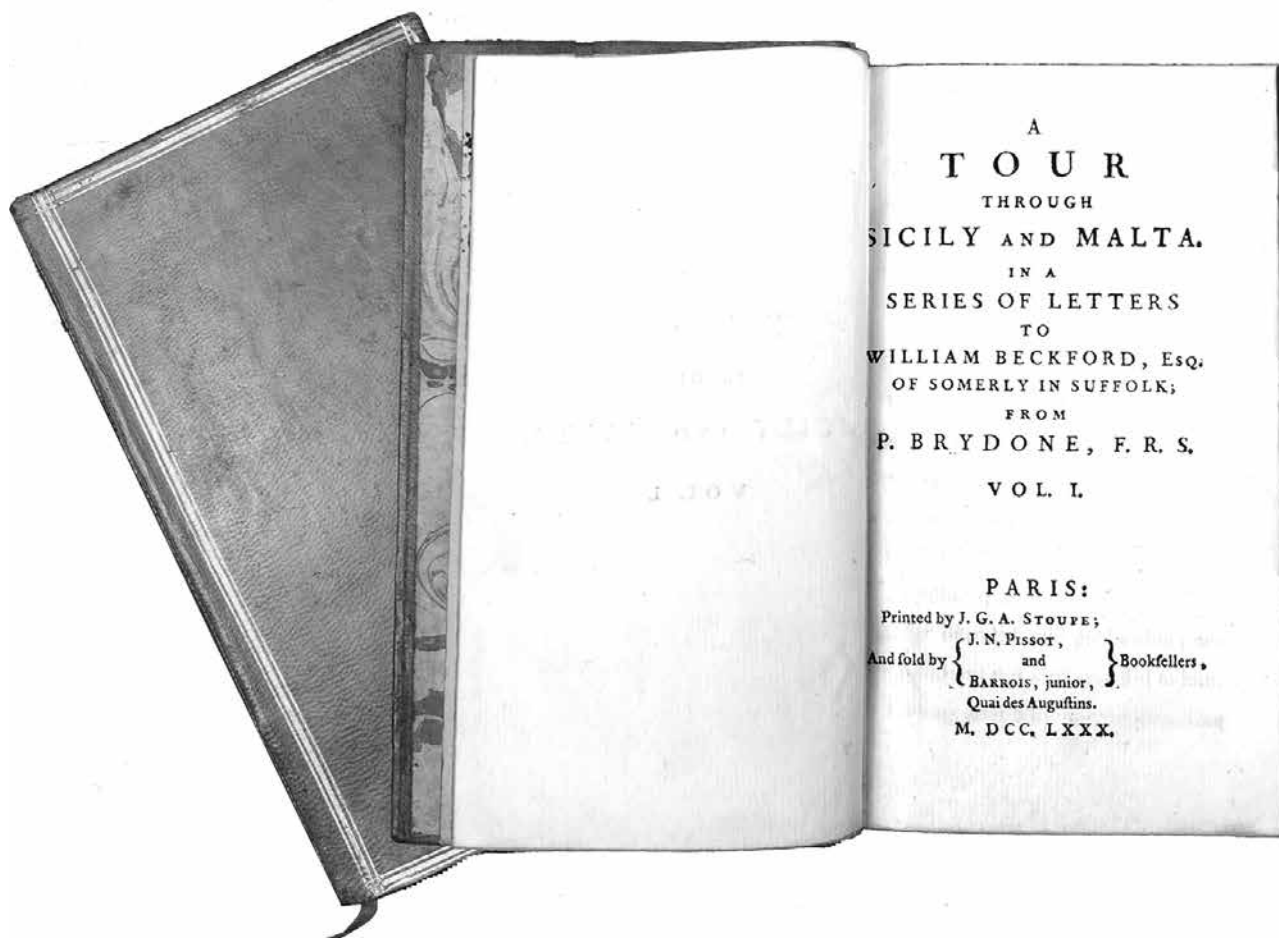 A
TOUR
THROUGH
SICILY AND MALTA.
IN A
SERIES OF LETTERS
TO
WILLIAM BECKFORD, Esq.
OF SOMERLY IN SUFFOLK;
FROM
P. BRYDONE, F. R. S.
VOL. I.
PARIS:
Printed by J. G. A. STOUPE;
J. N. PISSOT,
And ſold by { and } Bookſellers,
BARROIS, junior,
Quai des Auguſtins.
M. DCC. LXXX.